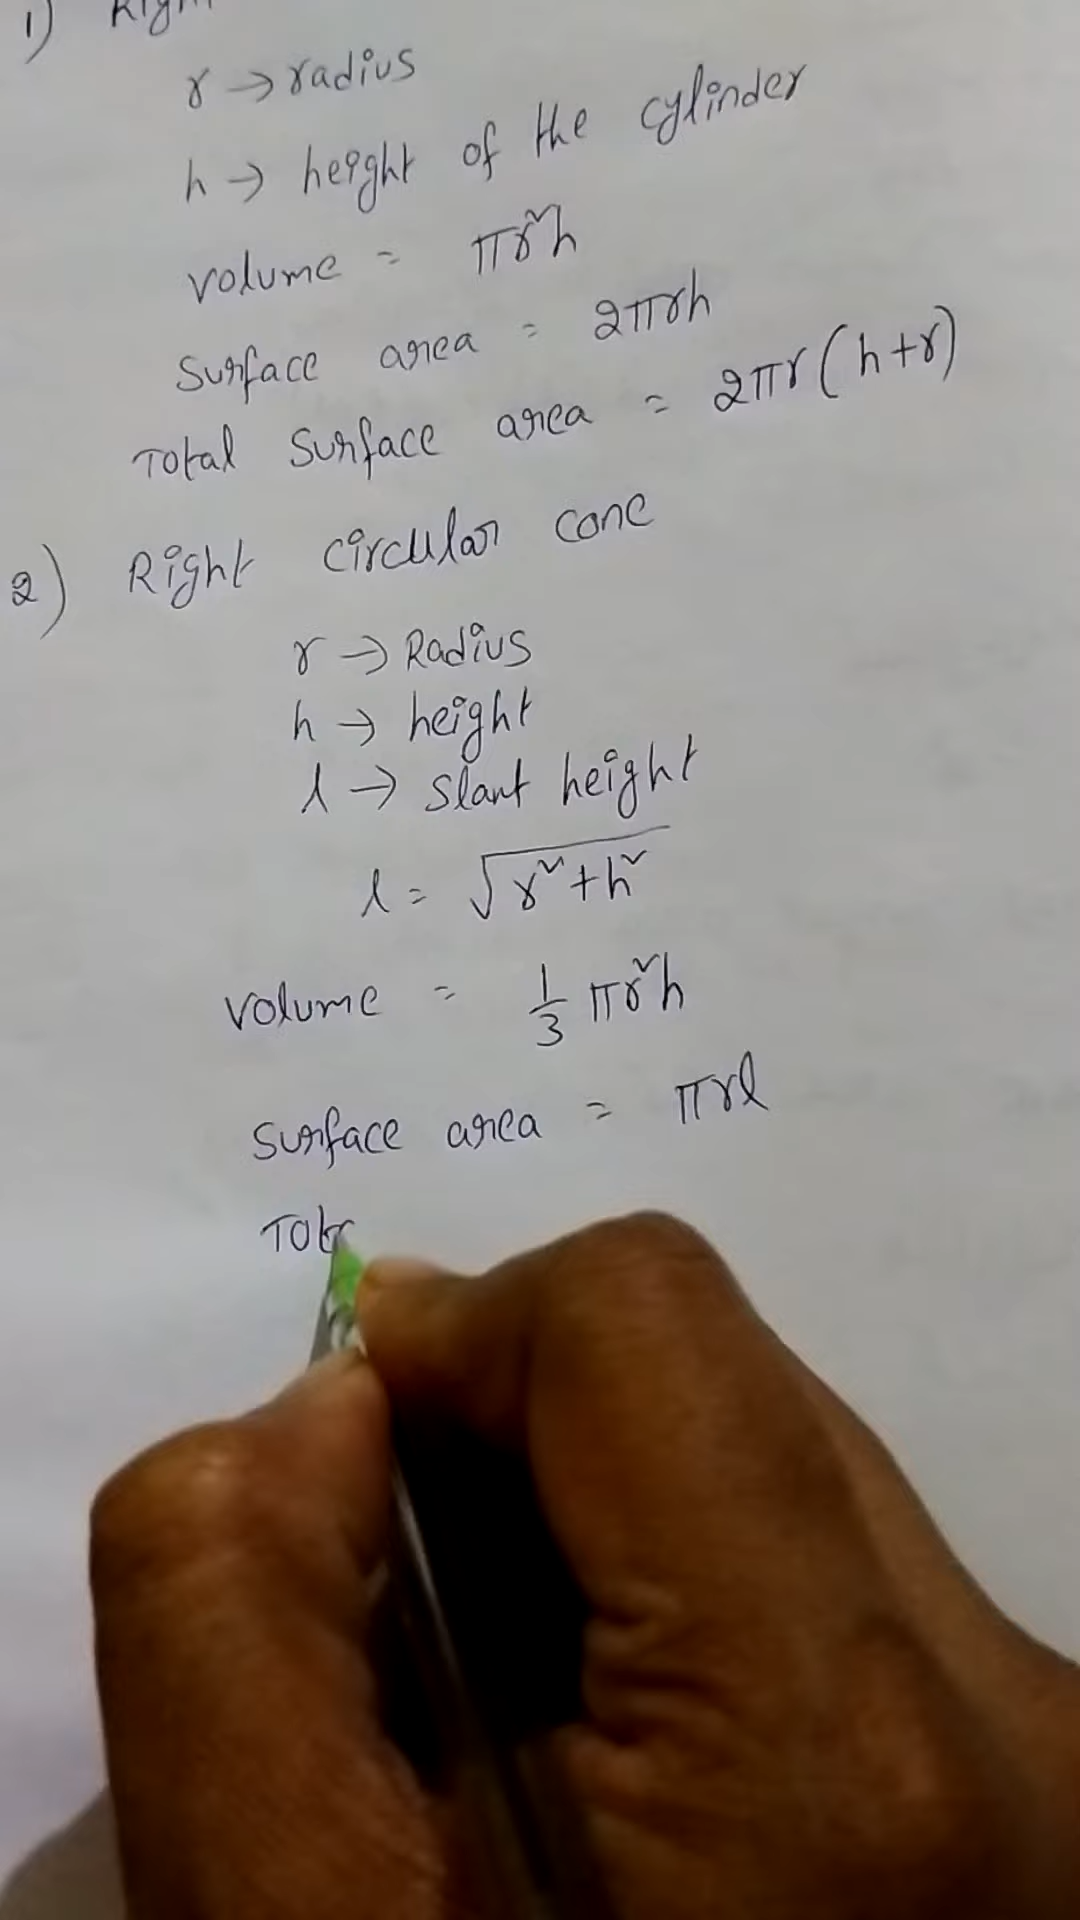 1) Right
r → radius
h → height of the cylinder
volume = πr²h
Surface area = 2πrh
Total Surface area = 2πr(h+r)
2) Right circular cone
r → Radius
h → height
l → Slant height
l = √r²+h²
volume = 1/3 πr²h
Surface area = πrl